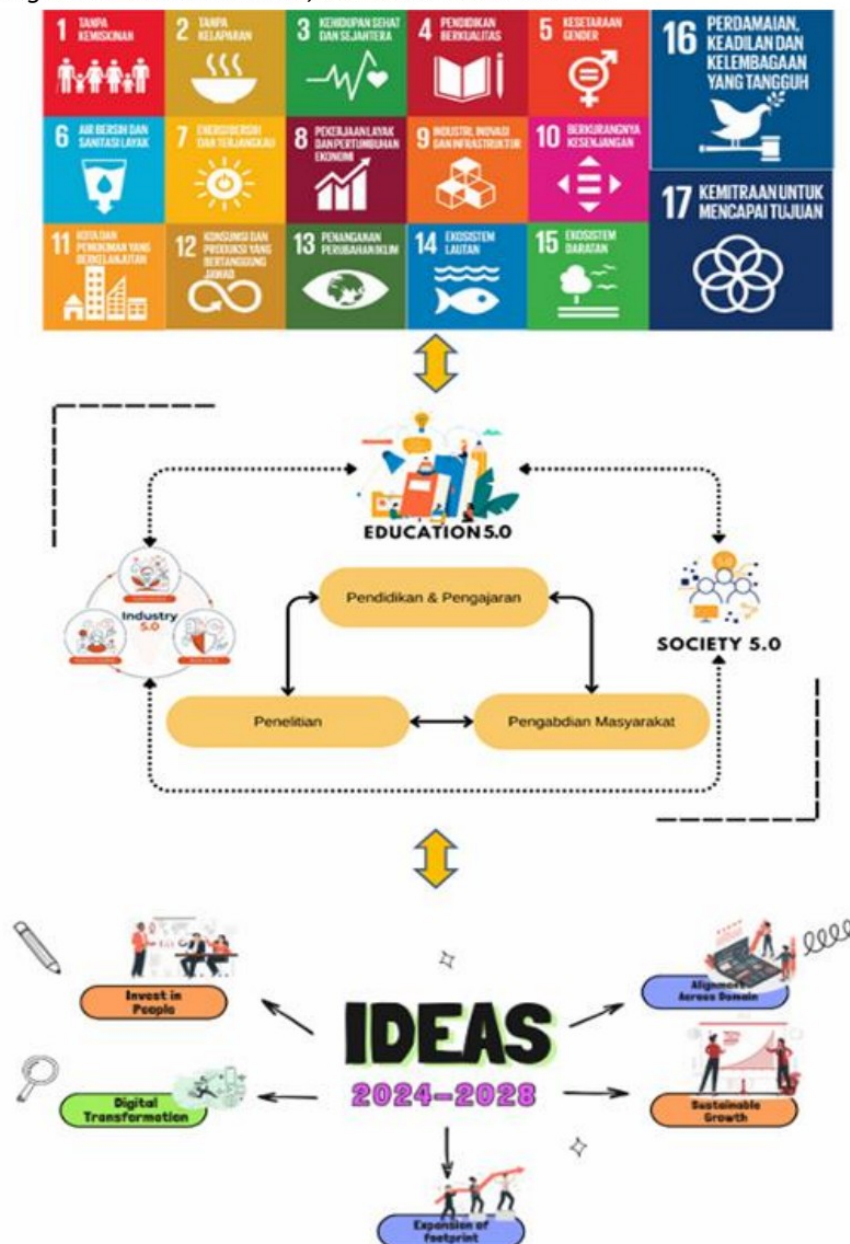 1 TANPA
KEMISKINAN
2 TANPA
KELAPARAN
3 KEHIDUPAN SEHAT
DAN SEJAHTERA
4 PENDIDIKAN
BERKUALITAS
5 KESETARAAN
GENDER
16 PERDAMAIAN,
KEADILAN DAN
KELEMBAGAAN
YANG TANGGUH
6 AIR BERSIH DAN
SANITASI LAYAK
7 ENERGI BERSIH
DAN TERJANGKAU
8 PEKERJAAN LAYAK
DAN PERTUMBUHAN
EKONOMI
9 INDUSTRI, INOVASI
DAN INFRASTRUKTUR
10 BERKURANGNYA
KESENJANGAN
17 KEMITRAAN UNTUK
MENCAPAI TUJUAN
11 KOTA DAN
PEMUKIMAN YANG
BERKELANJUTAN
12 KONSUMSI DAN
PRODUKSI YANG
BERTANGGUNG
JAWAB
13 PENANGANAN
PERUBAHAN IKLIM
14 EKOSISTEM
LAUTAN
15 EKOSISTEM
DARATAN
EDUCATION 5.0
Industry
5.0
Pendidikan & Pengajaran
SOCIETY 5.0
Penelitian
Pengabdian Masyarakat
Invest in
People
Alignment
Across Domain
IDEAS
2024-2028
Digital
Transformation
Sustainable
Growth
Expansion of
footprint